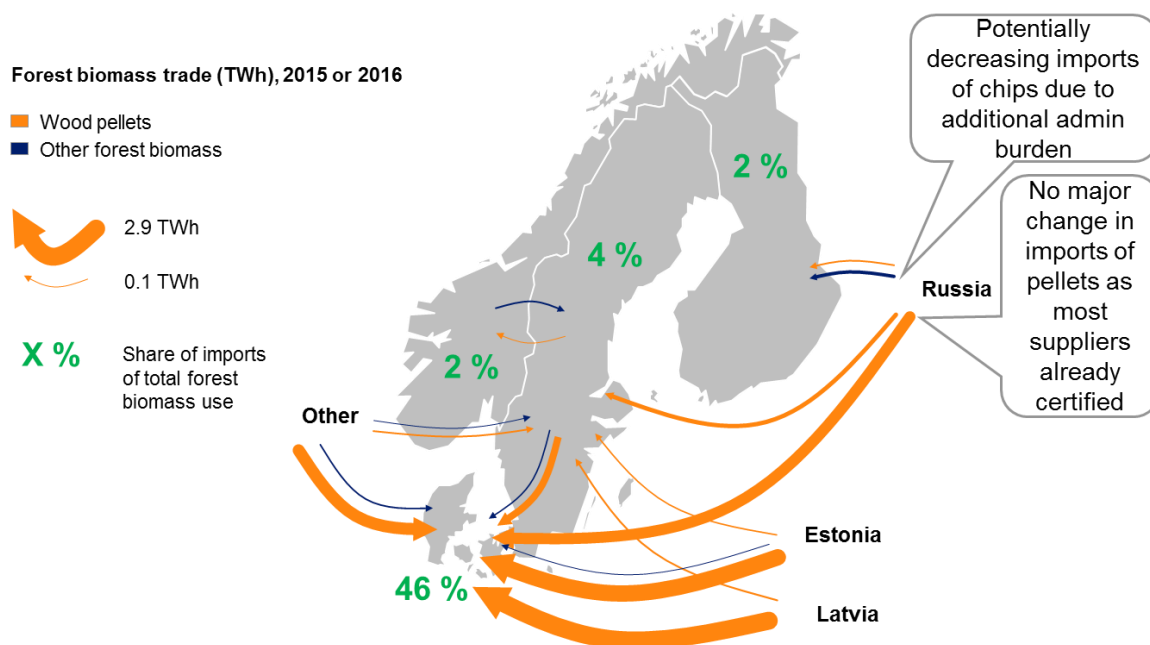 Forest biomass trade (TWh), 2015 or 2016
Wood pellets
Other forest biomass
2.9 TWh
0.1 TWh
X %
Share of imports
of total forest
biomass use
Potentially
decreasing imports
of chips due to
additional admin
burden
No major
change in
imports of
pellets as
most
suppliers
already
certified
2 %
4 %
2 %
46 %
Russia
Other
Estonia
Latvia